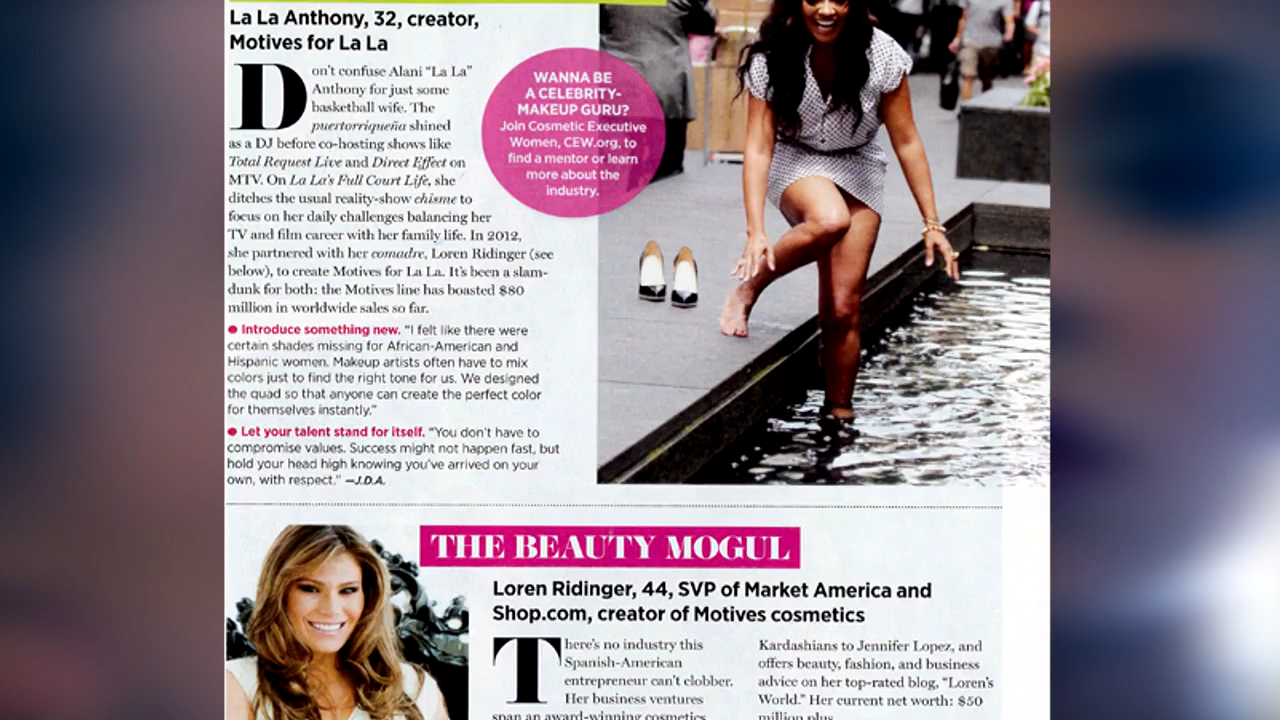 La La Anthony, 32, creator,
Motives for La La
Don't confuse Alani "La La"
Anthony for just some
basketball wife. The
puertorriqueña shined
as a DJ before co-hosting shows like
Total Request Live and Direct Effect on
MTV. On La La's Full Court Life, she
ditches the usual reality-show chisme to
focus on her daily challenges balancing her
TV and film career with her family life. In 2012,
she partnered with her comadre, Loren Ridinger (see
below), to create Motives for La La. It's been a slam-
dunk for both: the Motives line has boasted $80
million in worldwide sales so far.
● Introduce something new. "I felt like there were
certain shades missing for African-American and
Hispanic women. Makeup artists often have to mix
colors just to find the right tone for us. We designed
the quad so that anyone can create the perfect color
for themselves instantly."
● Let your talent stand for itself. "You don't have to
compromise values. Success might not happen fast, but
hold your head high knowing you've arrived on your
own, with respect." —J.D.A.
WANNA BE
A CELEBRITY-
MAKEUP GURU?
Join Cosmetic Executive
Women, CEW.org, to
find a mentor or learn
more about the
industry.
THE BEAUTY MOGUL
Loren Ridinger, 44, SVP of Market America and
Shop.com, creator of Motives cosmetics
There's no industry this
Spanish-American
entrepreneur can't clobber.
Her business ventures
span an award-winning cosmetics
Kardashians to Jennifer Lopez, and
offers beauty, fashion, and business
advice on her top-rated blog, "Loren's
World." Her current net worth: $50
million plus.